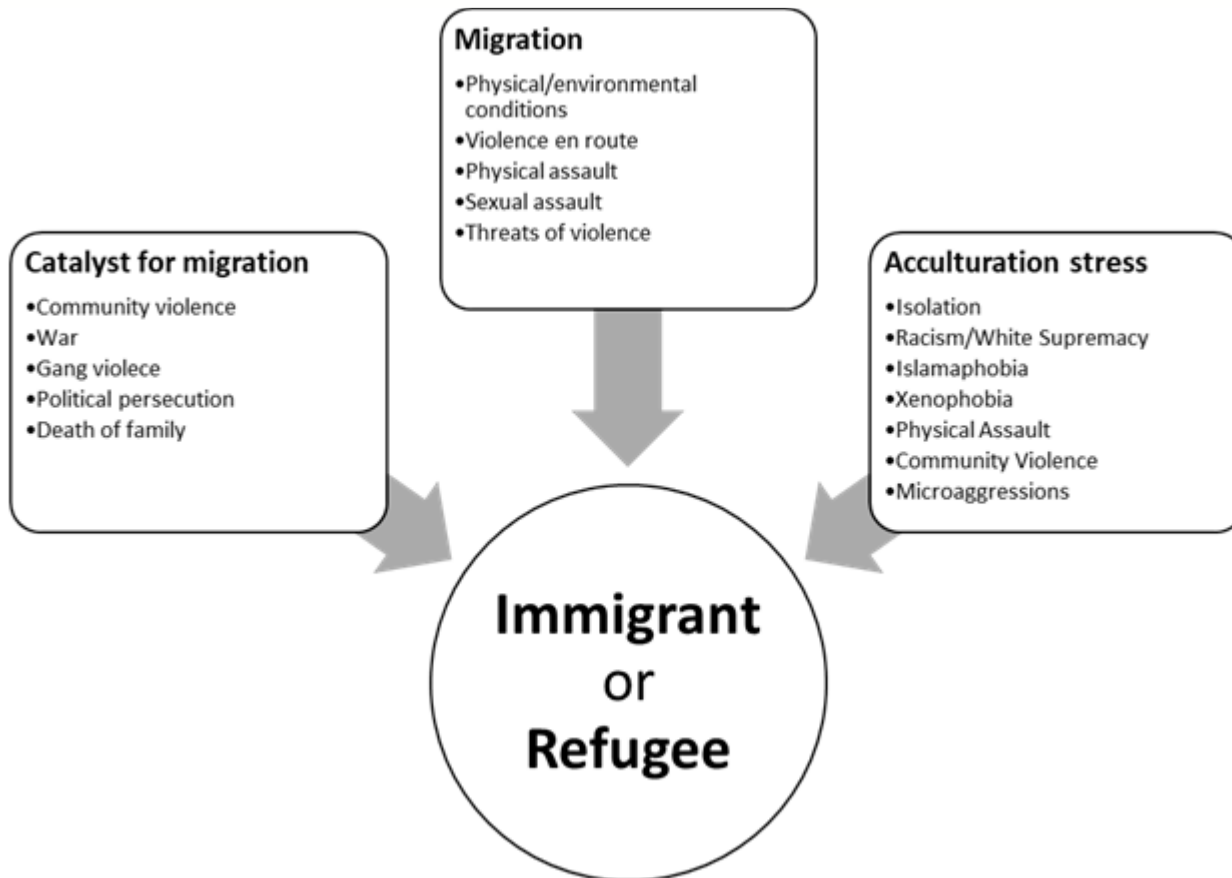 Migration
•Physical/environmental
conditions
•Violence en route
•Physical assault
•Sexual assault
•Threats of violence
Catalyst for migration
•Community violence
•War
•Gang violece
•Political persecution
•Death of family
Acculturation stress
•Isolation
•Racism/White Supremacy
•Islamaphobia
•Xenophobia
•Physical Assault
•Community Violence
•Microaggressions
Immigrant
or
Refugee